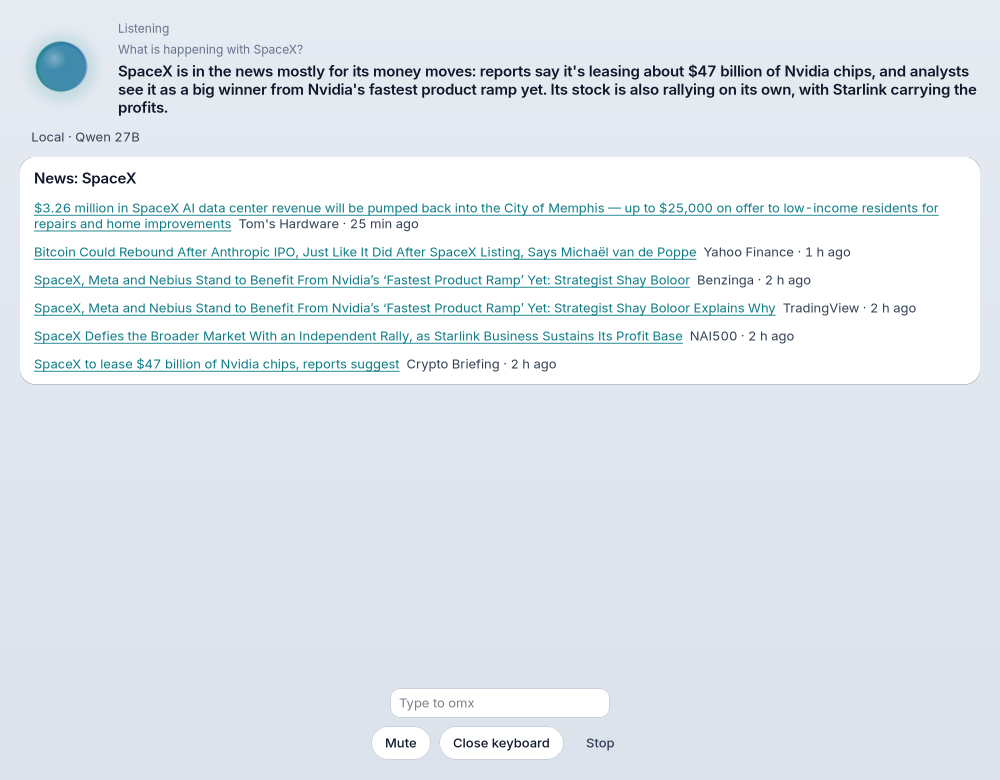 Listening
What is happening with SpaceX?
SpaceX is in the news mostly for its money moves: reports say it's leasing about $47 billion of Nvidia chips, and analysts
see it as a big winner from Nvidia's fastest product ramp yet. Its stock is also rallying on its own, with Starlink carrying the
profits.
Local · Qwen 27B
News: SpaceX
$3.26 million in SpaceX AI data center revenue will be pumped back into the City of Memphis — up to $25,000 on offer to low-income residents for
repairs and home improvements Tom's Hardware · 25 min ago
Bitcoin Could Rebound After Anthropic IPO, Just Like It Did After SpaceX Listing, Says Michaël van de Poppe Yahoo Finance · 1 h ago
SpaceX, Meta and Nebius Stand to Benefit From Nvidia’s ‘Fastest Product Ramp’ Yet: Strategist Shay Boloor Benzinga · 2 h ago
SpaceX, Meta and Nebius Stand to Benefit From Nvidia’s ‘Fastest Product Ramp’ Yet: Strategist Shay Boloor Explains Why TradingView · 2 h ago
SpaceX Defies the Broader Market With an Independent Rally, as Starlink Business Sustains Its Profit Base NAI500 · 2 h ago
SpaceX to lease $47 billion of Nvidia chips, reports suggest Crypto Briefing · 2 h ago
Type to omx
Mute Close keyboard Stop